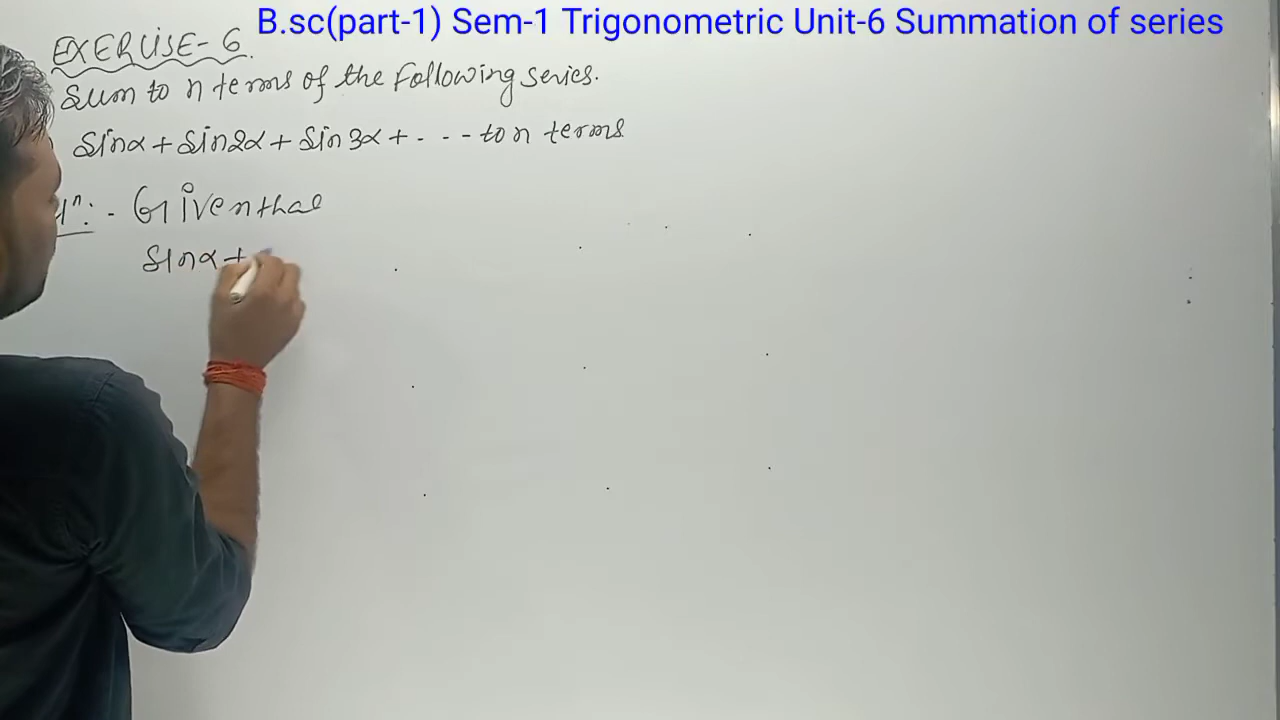 B.sc(part-1) Sem-1 Trigonometric Unit-6 Summation of series
EXERCISE-6.
Sum to n terms of the following series.
Sinα + Sin2α + Sin3α + - - - to n terms
Given that
Sinα +